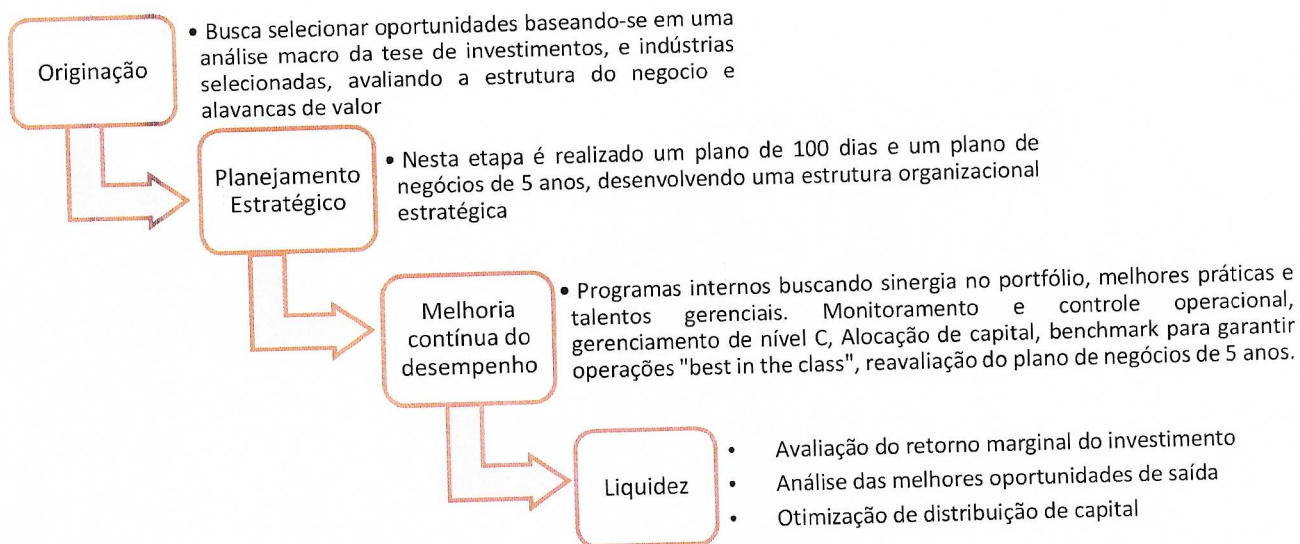 Originação
• Busca selecionar oportunidades baseando-se em uma
análise macro da tese de investimentos, e indústrias
selecionadas, avaliando a estrutura do negocio e
alavancas de valor
Planejamento
Estratégico
• Nesta etapa é realizado um plano de 100 dias e um plano de
negócios de 5 anos, desenvolvendo uma estrutura organizacional
estratégica
Melhoria
contínua do
desempenho
• Programas internos buscando sinergia no portfólio, melhores práticas e
talentos gerenciais. Monitoramento e controle operacional,
gerenciamento de nível C, Alocação de capital, benchmark para garantir
operações "best in the class", reavaliação do plano de negócios de 5 anos.
Liquidez
• Avaliação do retorno marginal do investimento
• Análise das melhores oportunidades de saída
• Otimização de distribuição de capital